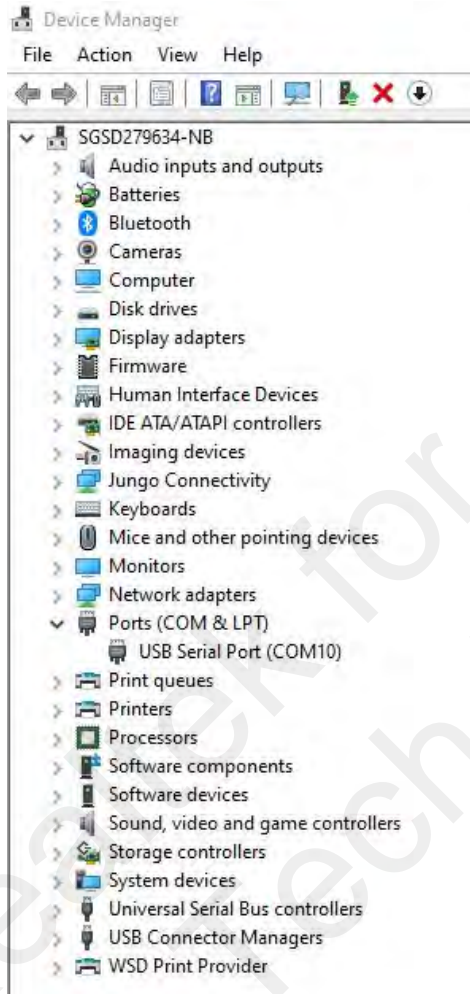 Device Manager
File Action View Help
SGSD279634-NB
Audio inputs and outputs
Batteries
Bluetooth
Cameras
Computer
Disk drives
Display adapters
Firmware
Human Interface Devices
IDE ATA/ATAPI controllers
Imaging devices
Jungo Connectivity
Keyboards
Mice and other pointing devices
Monitors
Network adapters
Ports (COM & LPT)
USB Serial Port (COM10)
Print queues
Printers
Processors
Software components
Software devices
Sound, video and game controllers
Storage controllers
System devices
Universal Serial Bus controllers
USB Connector Managers
WSD Print Provider
for